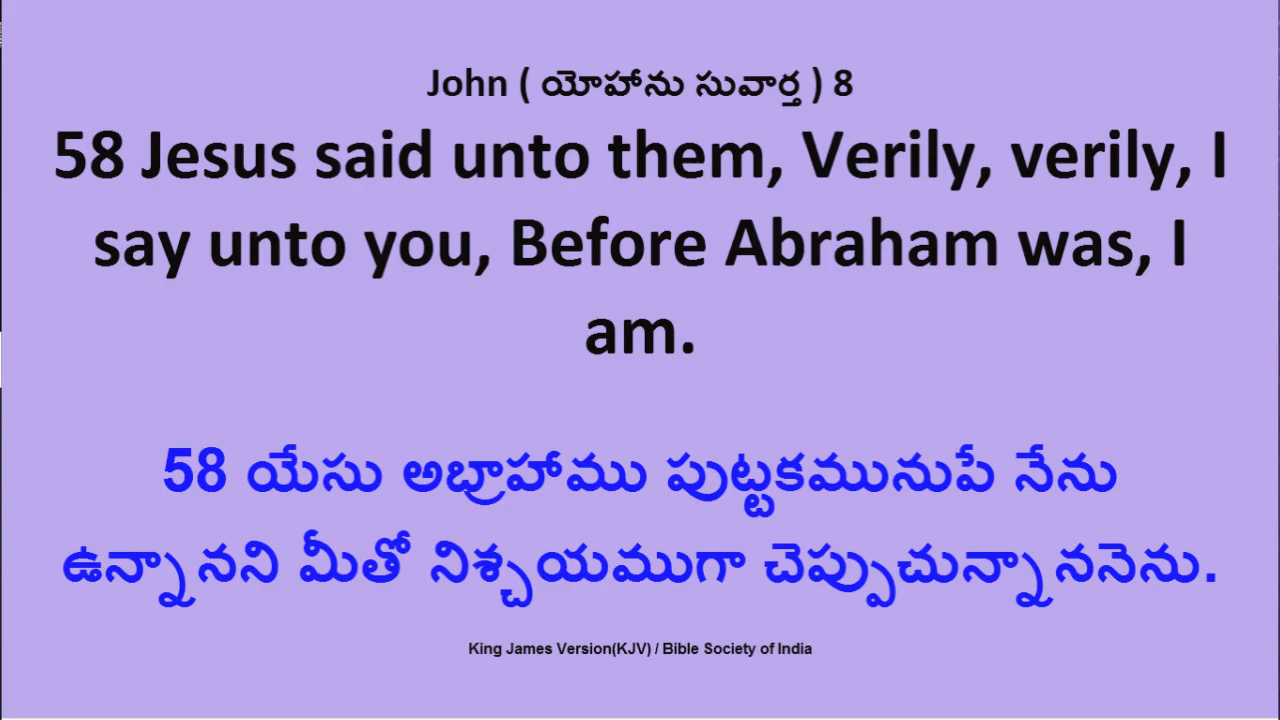 John ( యోహాను సువార్త ) 8
58 Jesus said unto them, Verily, verily, I
say unto you, Before Abraham was, I
am.
58 యేసు అబ్రాహాము పుట్టకమునుపే నేను
ఉన్నానని మీతో నిశ్చయముగా చెప్పుచున్నాననెను.
King James Version(KJV) / Bible Society of India